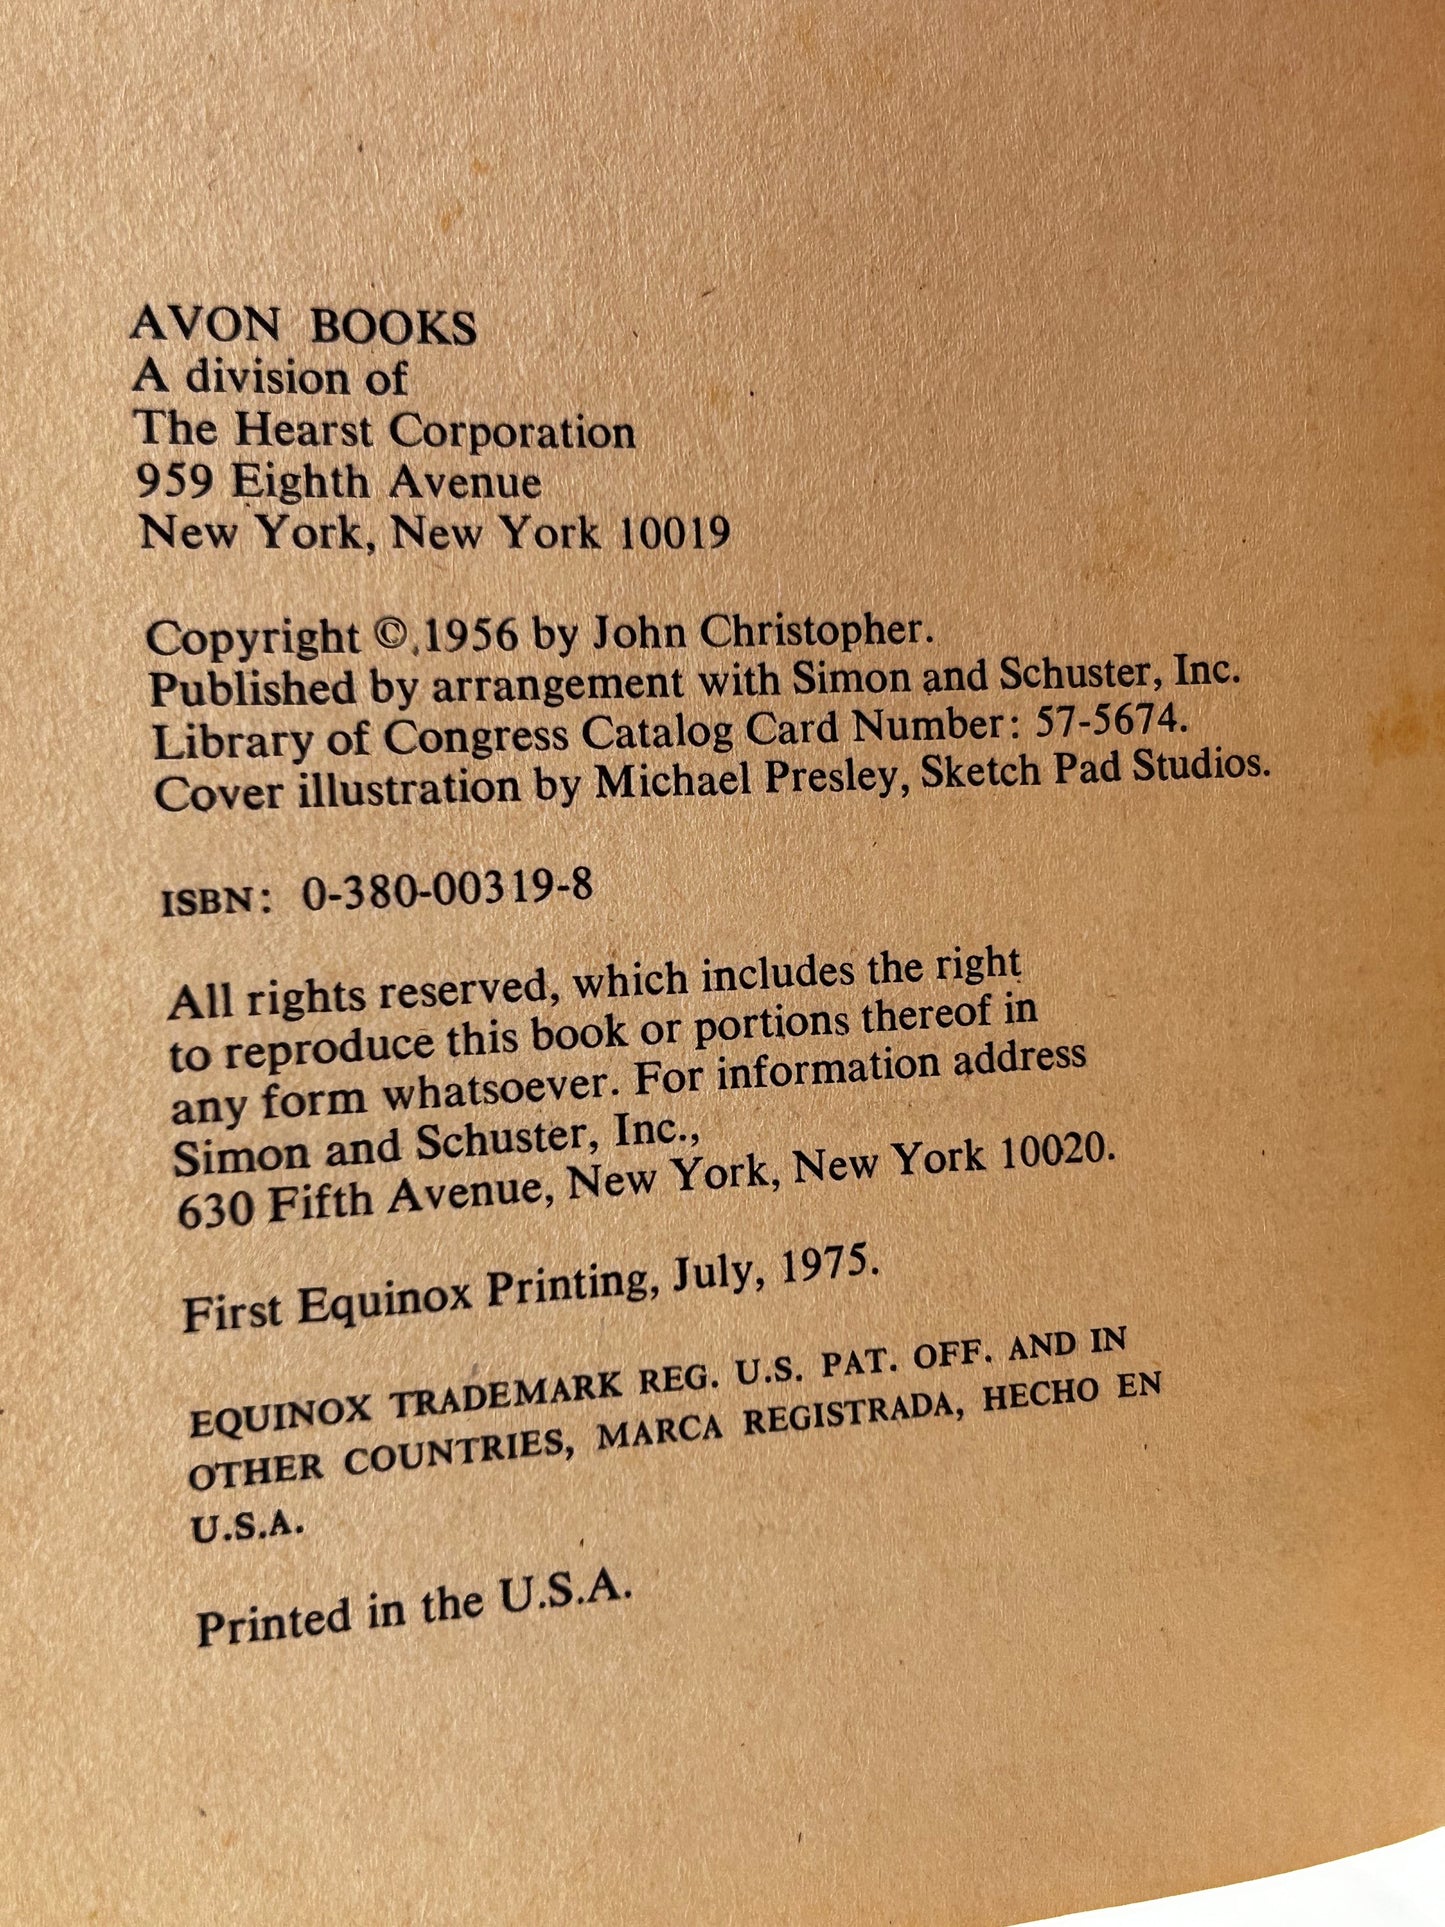 AVON BOOKS
A division of
The Hearst Corporation
959 Eighth Avenue
New York, New York 10019
Copyright © 1956 by John Christopher.
Published by arrangement with Simon and Schuster, Inc.
Library of Congress Catalog Card Number: 57-5674.
Cover illustration by Michael Presley, Sketch Pad Studios.
ISBN: 0-380-00319-8
All rights reserved, which includes the right
to reproduce this book or portions thereof in
any form whatsoever. For information address
Simon and Schuster, Inc.,
630 Fifth Avenue, New York, New York 10020.
First Equinox Printing, July, 1975.
EQUINOX TRADEMARK REG. U.S. PAT. OFF. AND IN
OTHER COUNTRIES, MARCA REGISTRADA, HECHO EN
U.S.A.
Printed in the U.S.A.